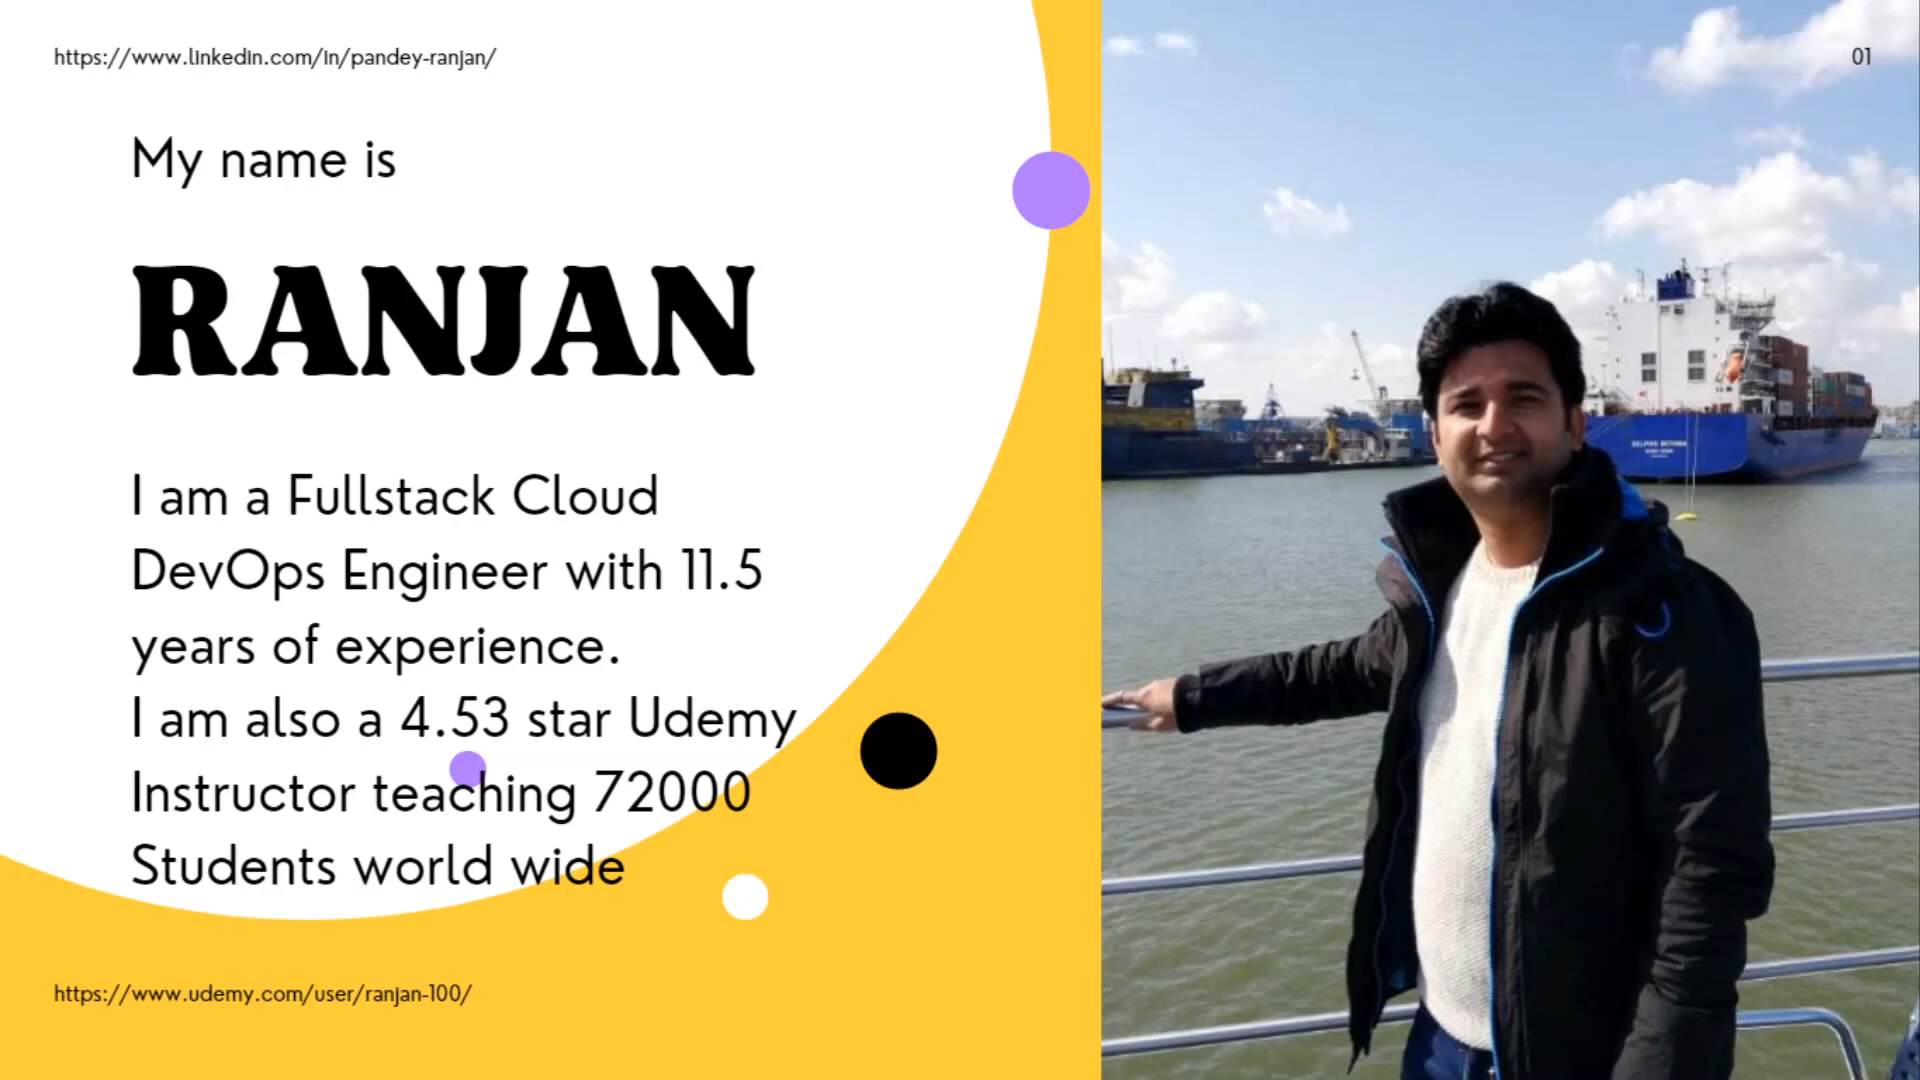 https://www.linkedin.com/in/pandey-ranjan/
01
My name is
RANJAN
I am a Fullstack Cloud
DevOps Engineer with 11.5
years of experience.
I am also a 4.53 star Udemy
Instructor teaching 72000
Students world wide
https://www.udemy.com/user/ranjan-100/